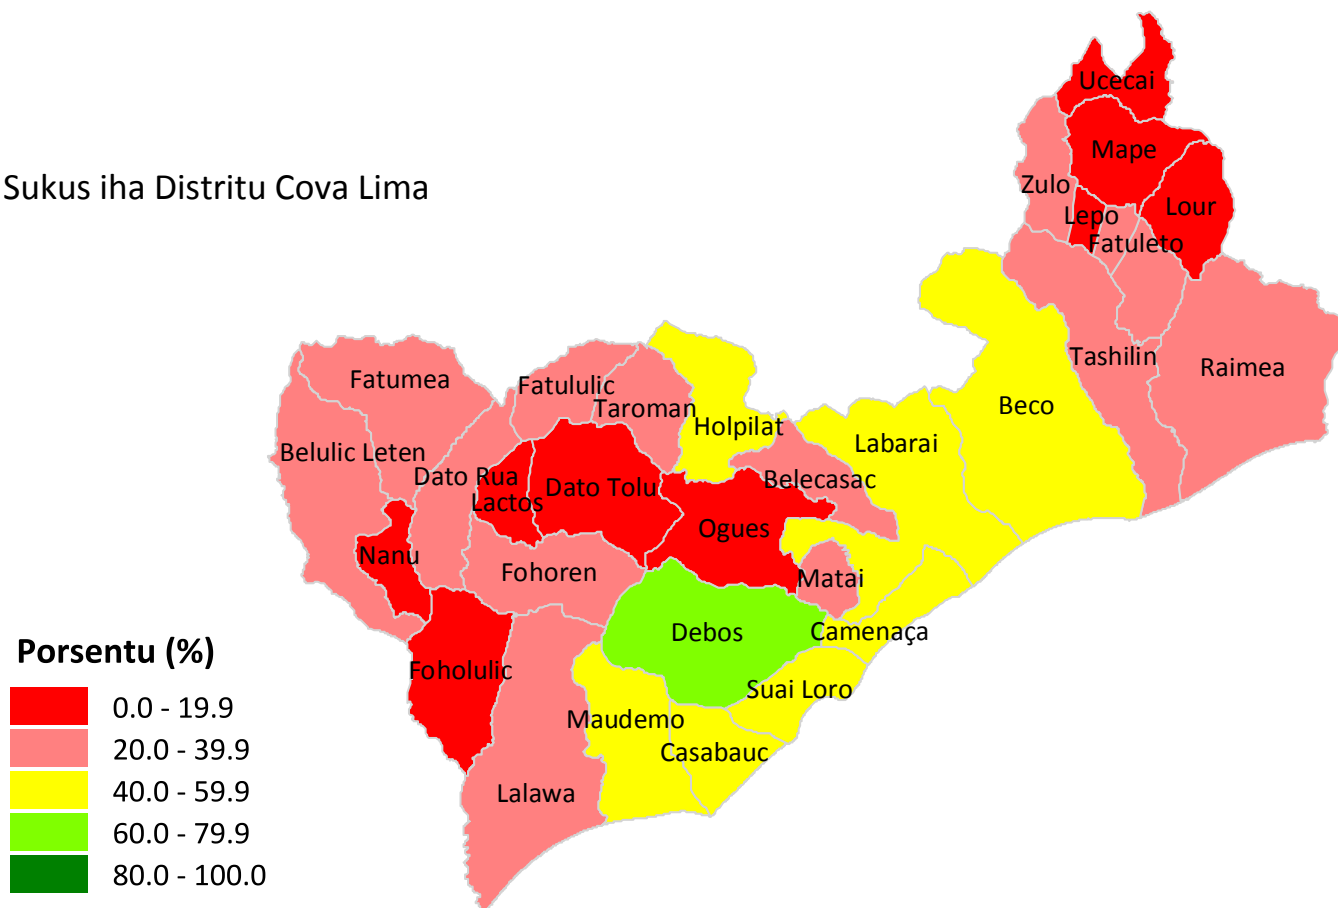 Ucecai
Mape
Sukus iha Distritu Cova Lima
Zulo
Lour
Lepo
Fatuleto
Tashilin
Raimea
Fatumea
Fatululic
Taroman
Beco
Holpilat
Labarai
Belulic Leten
Dato Rua
Belecasac
Dato Tolu
Lactos
Ogues
Nanu
Fohoren
Matai
Debos
Camenaça
Foholulic
Suai Loro
Maudemo
Casabauc
Lalawa
Porsentu (%)
0.0 - 19.9
20.0 - 39.9
40.0 - 59.9
60.0 - 79.9
80.0 - 100.0